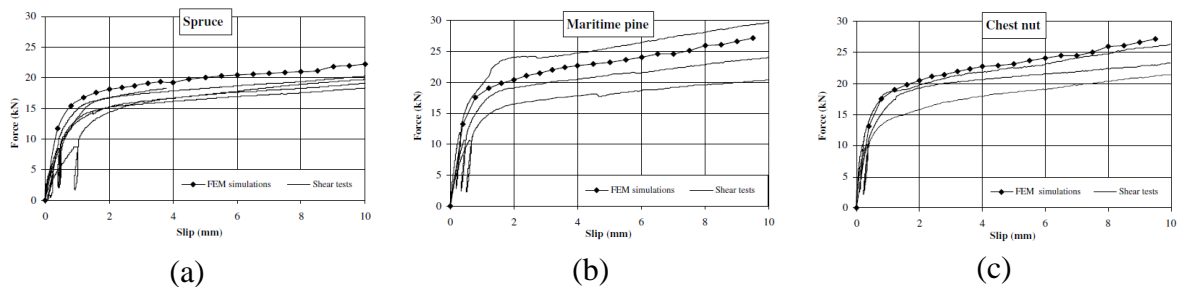 Spruce
30
25
20
15
10
5
0
Force (kN)
0 2 4 6 8 10
Slip (mm)
FEM simulations Shear tests
(a)
Maritime pine
30
25
20
15
10
5
0
Force (kN)
0 2 4 6 8 10
Slip (mm)
FEM simulations Shear tests
(b)
Chest nut
30
25
20
15
10
5
0
Force (kN)
0 2 4 6 8 10
Slip (mm)
FEM simulations Shear tests
(c)